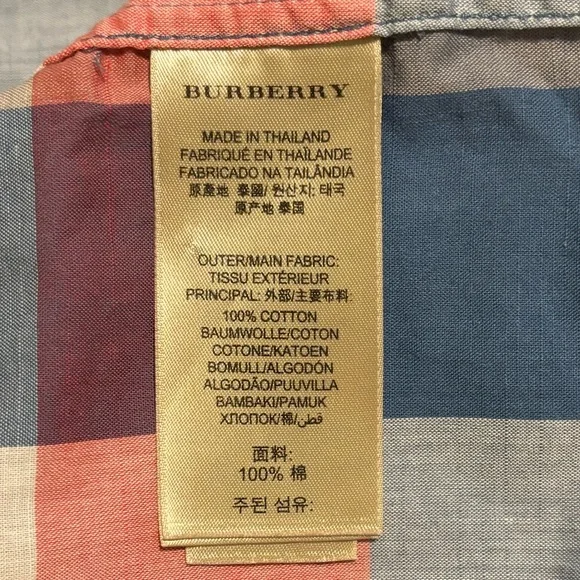 BURBERRY
MADE IN THAILAND
FABRIQUÉ EN THAÏLANDE
FABRICADO NA TAILÂNDIA
原產地 泰國/ 원산지: 태국
原产地 泰国
OUTER/MAIN FABRIC:
TISSU EXTÉRIEUR
PRINCIPAL: 外部/主要布料:
100% COTTON
BAUMWOLLE/COTON
COTONE/KATOEN
BOMULL/ALGODÓN
ALGODÃO/PUUVILLA
BAMBAKI/PAMUK
ХЛОПОК/棉/قطن/
面料:
100% 棉
주된 섬유: